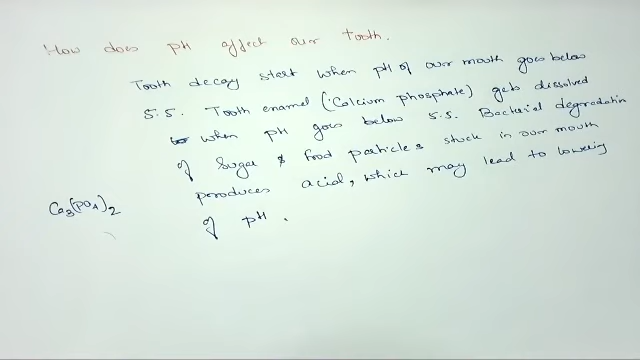 How does pH effect our tooth.
Tooth decay start when pH of our mouth goes below
5.5. Tooth enamel (Calcium phosphate) gets dissolved
when pH goes below 5.5. Bacterial degradation
of Sugar & food particles stuck in our mouth
produces acid, which may lead to lowering
of pH.
Ca₃(PO₄)₂